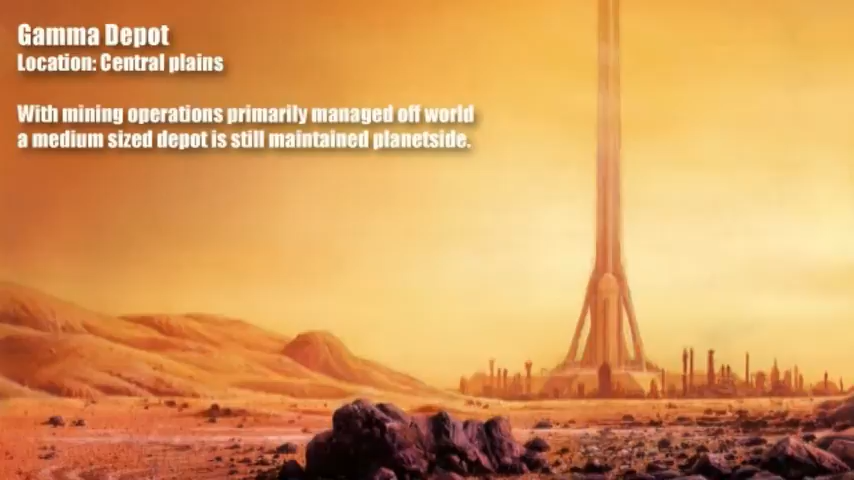 Gamma Depot
Location: Central plains
With mining operations primarily managed off world
a medium sized depot is still maintained planetside.